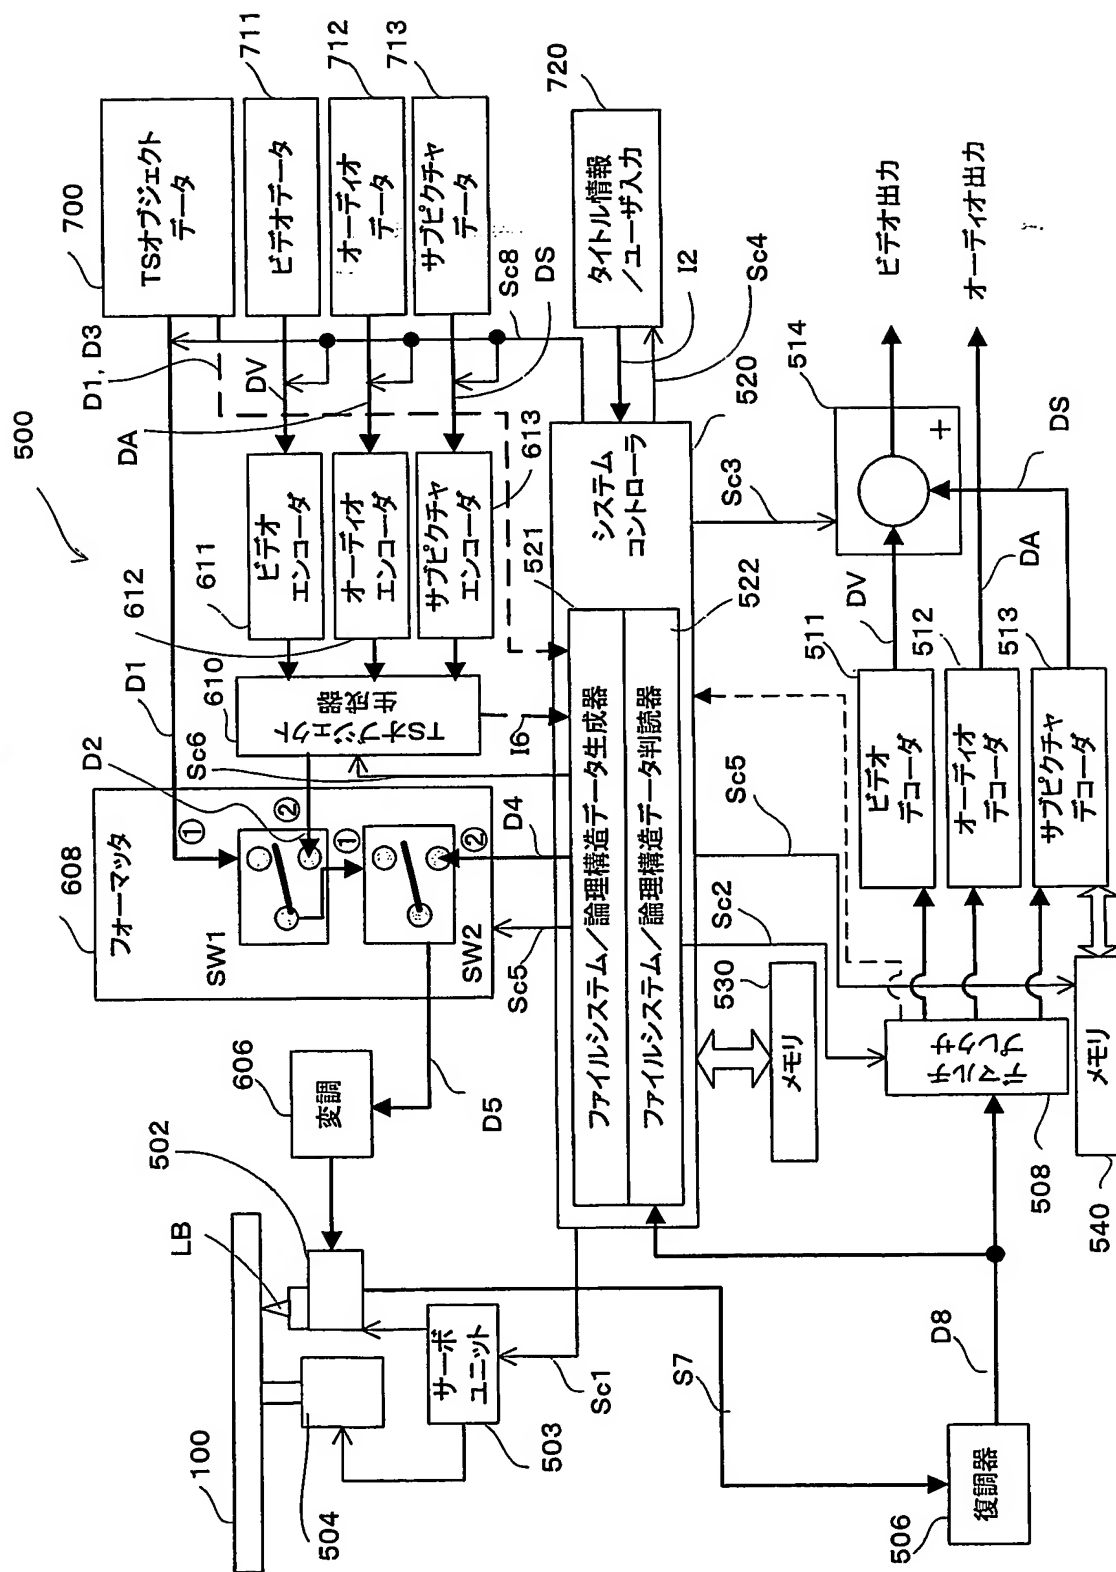 500
700
TSオブジェクト
データ
711
ビデオデータ
712
オーディオ
データ
713
サブピクチャ
データ
D1, D3
DV
DA
DS
Sc8
720
タイトル情報
/ユーザ入力
I2
Sc4
D1
612
611
ビデオ
エンコーダ
オーディオ
エンコーダ
サブピクチャ
エンコーダ
613
610
TSオブジェクト
生成器
I6
Sc6
D2
608
フォーマッタ
①
②
SW1
①
②
SW2
Sc5
D4
D5
606
変調
502
LB
100
504
サーボ
ユニット
503
Sc1
520
システム
コントローラ
521
ファイルシステム/論理構造データ生成器
522
ファイルシステム/論理構造データ判読器
Sc3
Sc5
Sc2
530
メモリ
514
+
ビデオ出力
オーディオ出力
DV
DA
DS
511
ビデオ
デコーダ
512
オーディオ
デコーダ
513
サブピクチャ
デコーダ
デマルチ
プレクサ
508
メモリ
540
S7
D8
復調器
506